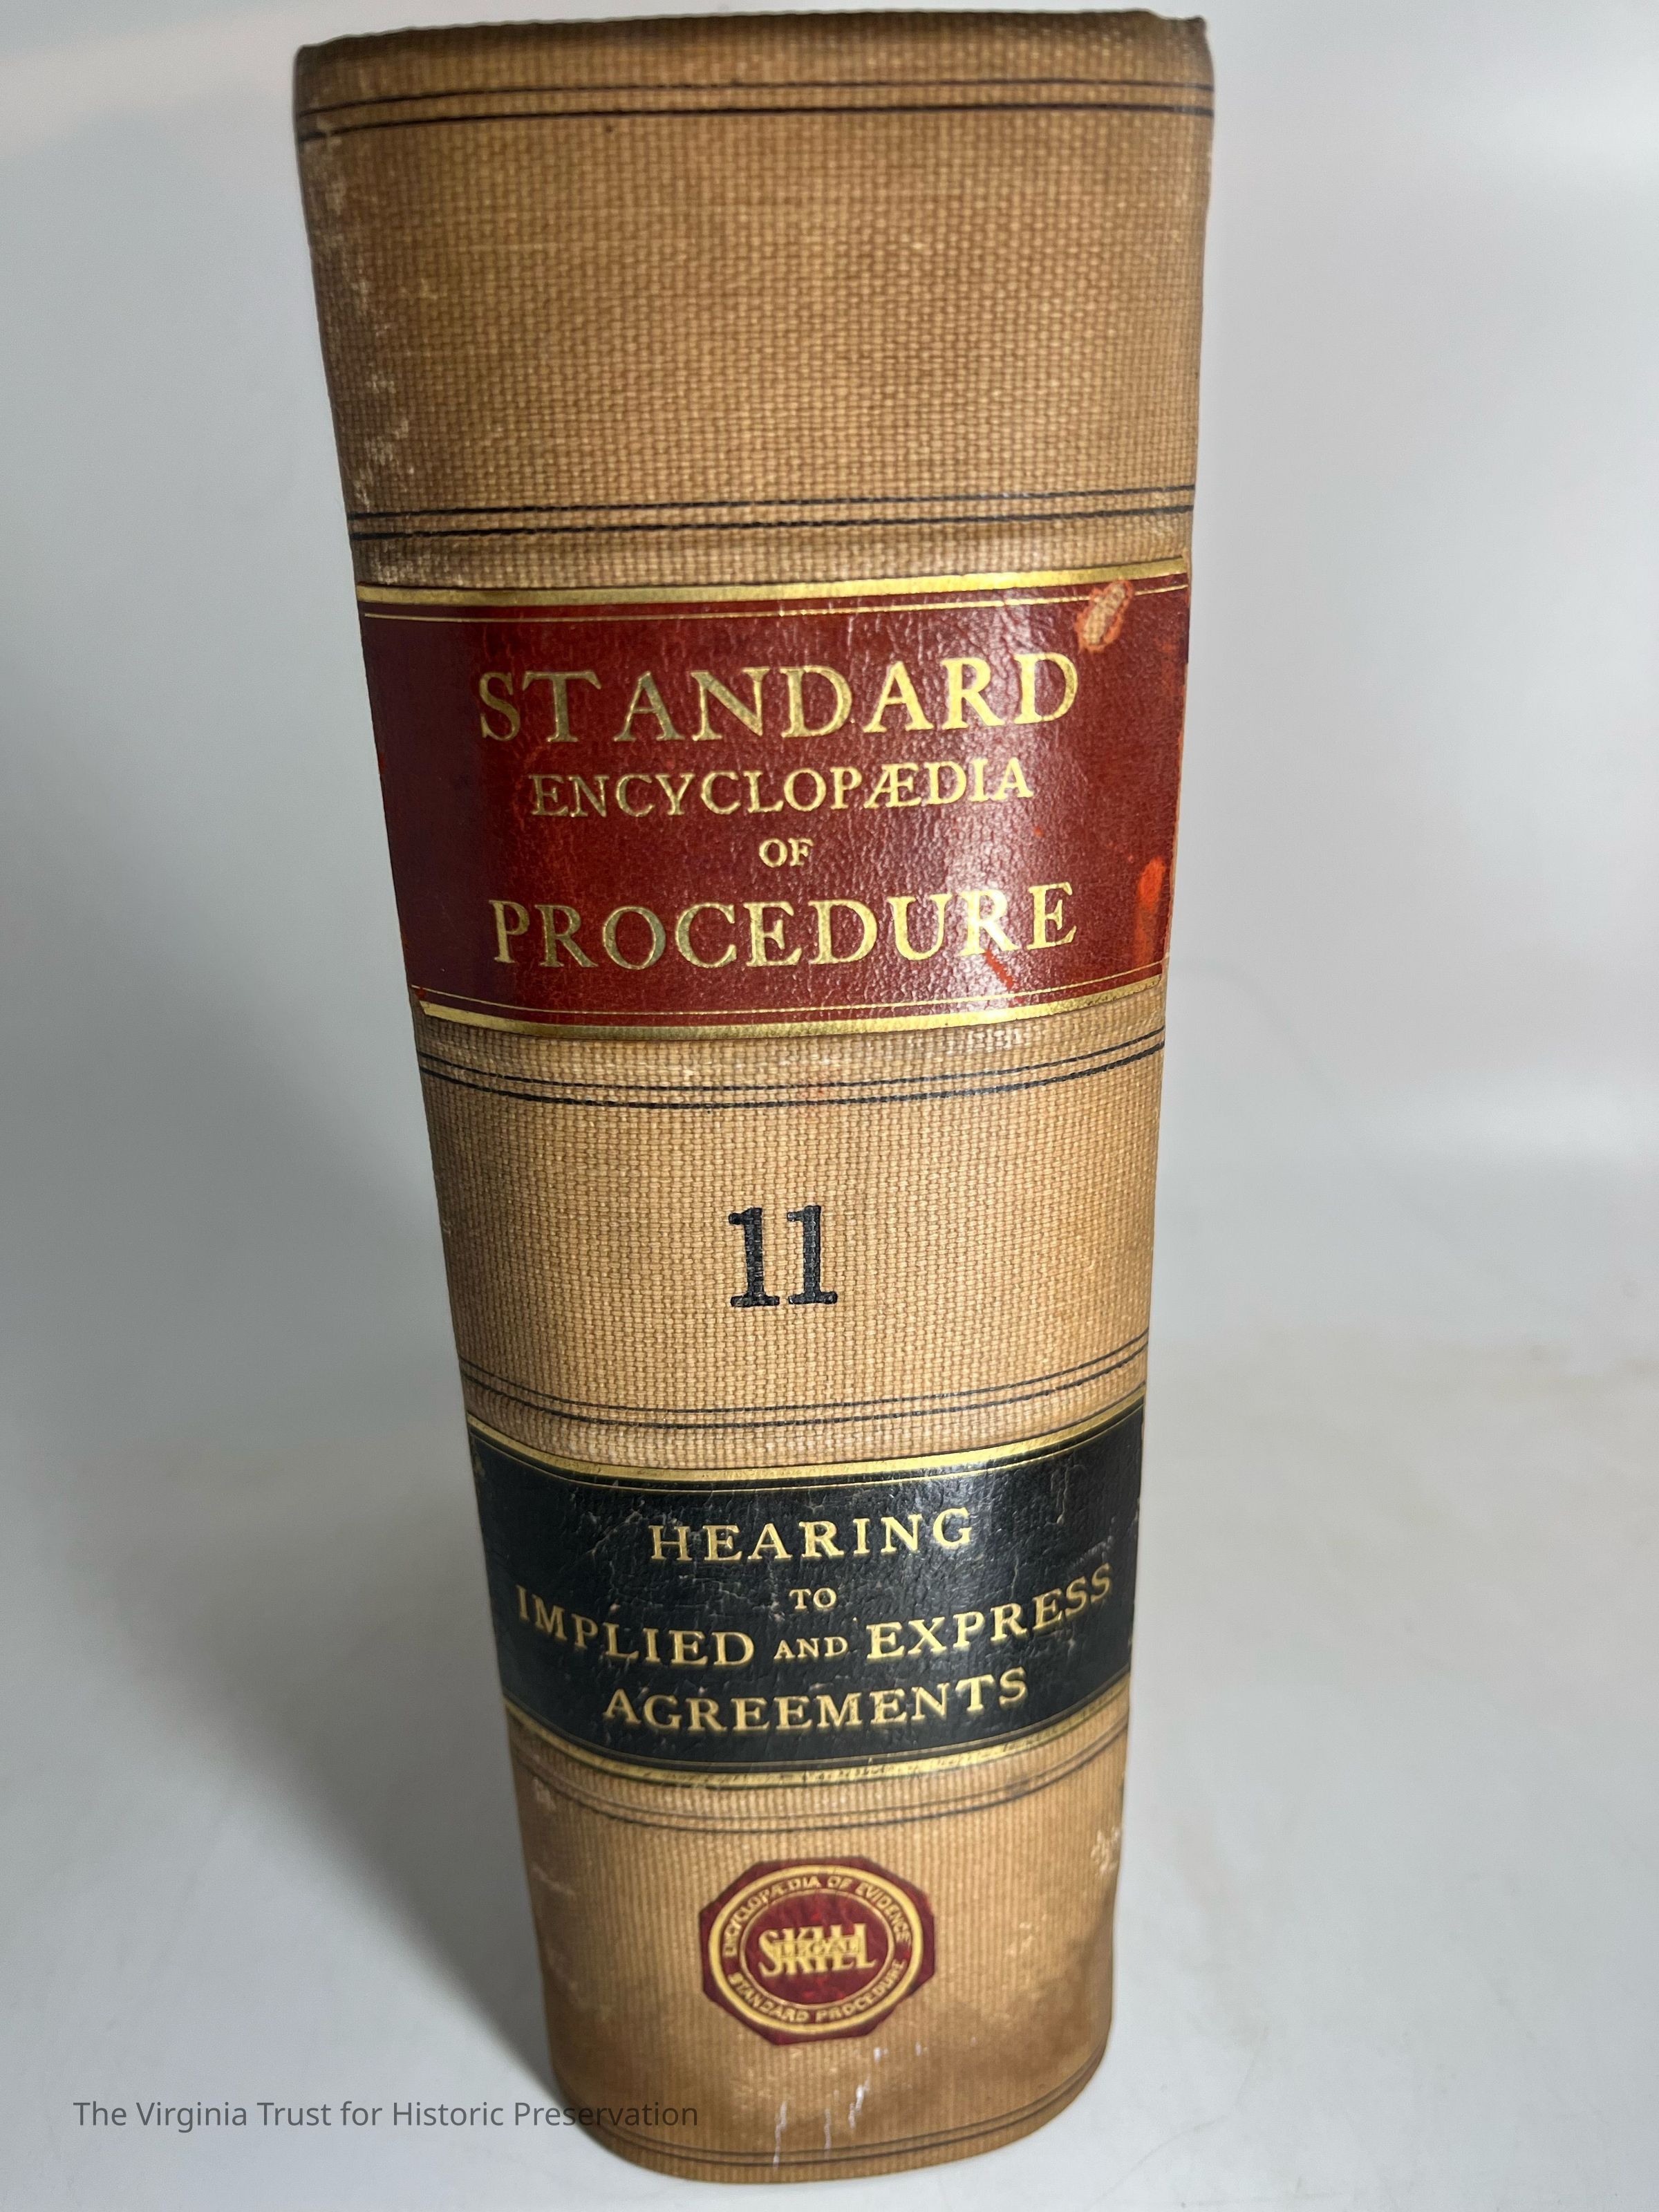 STANDARD
ENCYCLOPÆDIA
OF
PROCEDURE
11
HEARING
TO
IMPLIED AND EXPRESS
AGREEMENTS
ENCYCLOPÆDIA OF EVIDENCE
LEGAL
STANDARD PROCEDURE
The Virginia Trust for Historic Preservation